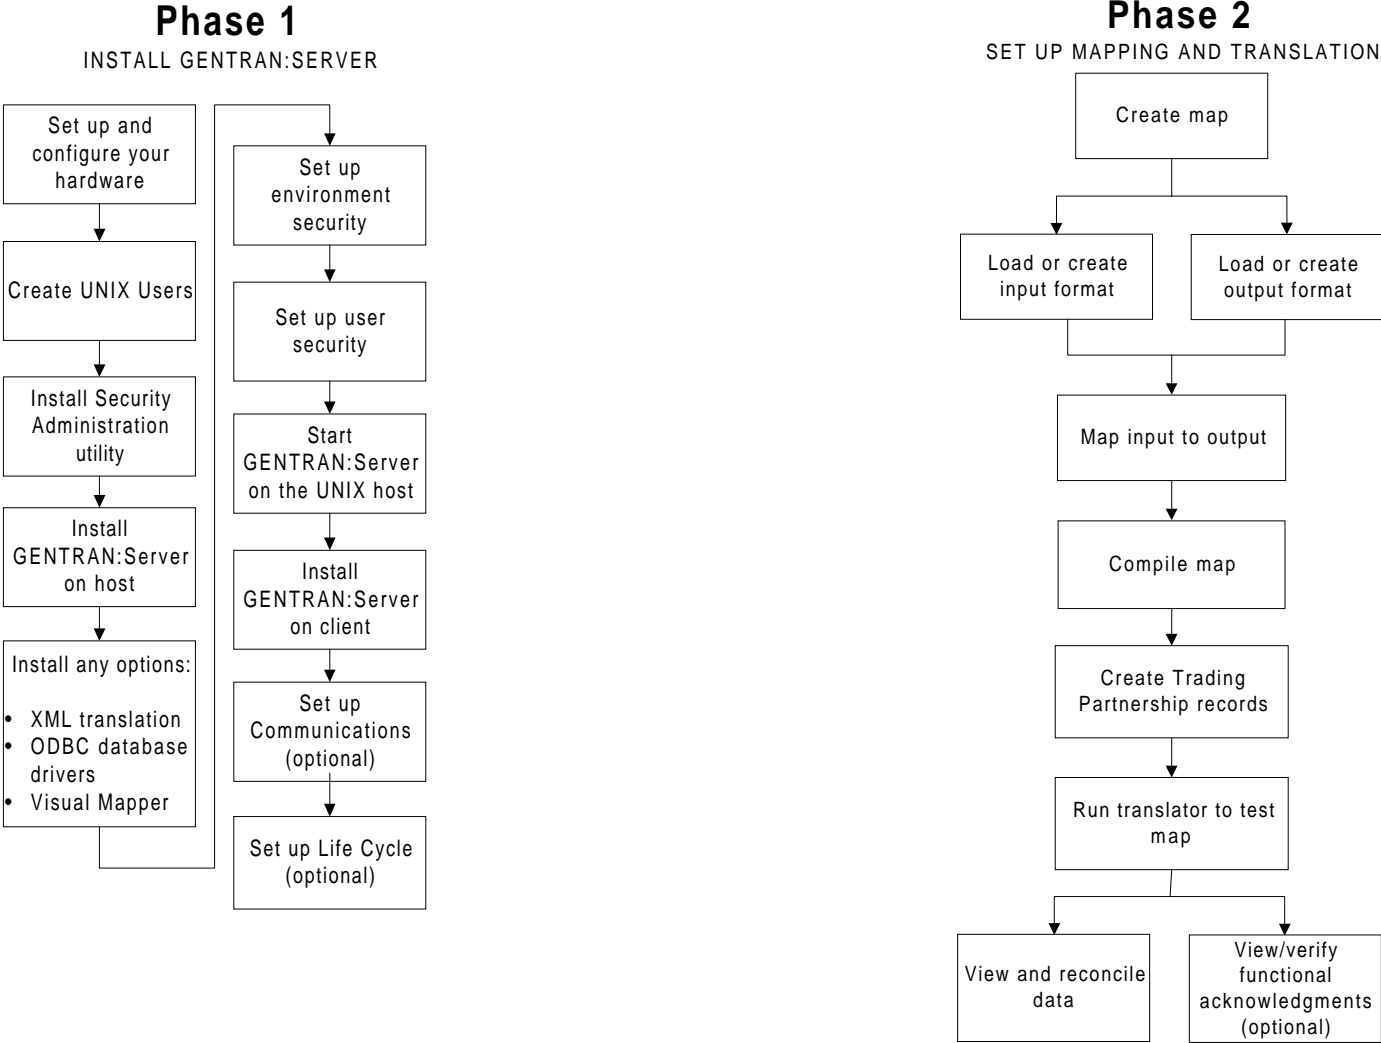 Phase 1
INSTALL GENTRAN:SERVER
Set up and
configure your
hardware
Create UNIX Users
Install Security
Administration
utility
Install
GENTRAN:Server
on host
Install any options:
• XML translation
• ODBC database
drivers
• Visual Mapper
Set up
environment
security
Set up user
security
Start
GENTRAN:Server
on the UNIX host
Install
GENTRAN:Server
on client
Set up
Communications
(optional)
Set up Life Cycle
(optional)
Phase 2
SET UP MAPPING AND TRANSLATION
Create map
Load or create
input format
Load or create
output format
Map input to output
Compile map
Create Trading
Partnership records
Run translator to test
map
View and reconcile
data
View/verify
functional
acknowledgments
(optional)